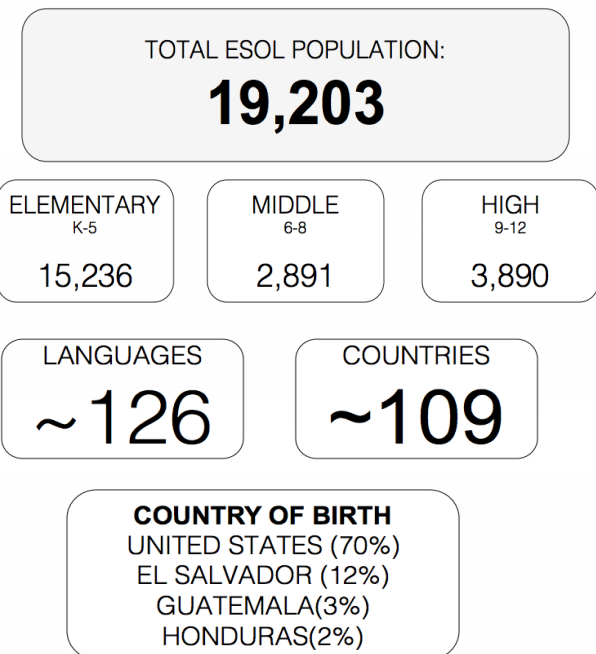 TOTAL ESOL POPULATION:
19,203
ELEMENTARY
K-5
15,236
MIDDLE
6-8
2,891
HIGH
9-12
3,890
LANGUAGES
~126
COUNTRIES
~109
COUNTRY OF BIRTH
UNITED STATES (70%)
EL SALVADOR (12%)
GUATEMALA(3%)
HONDURAS(2%)